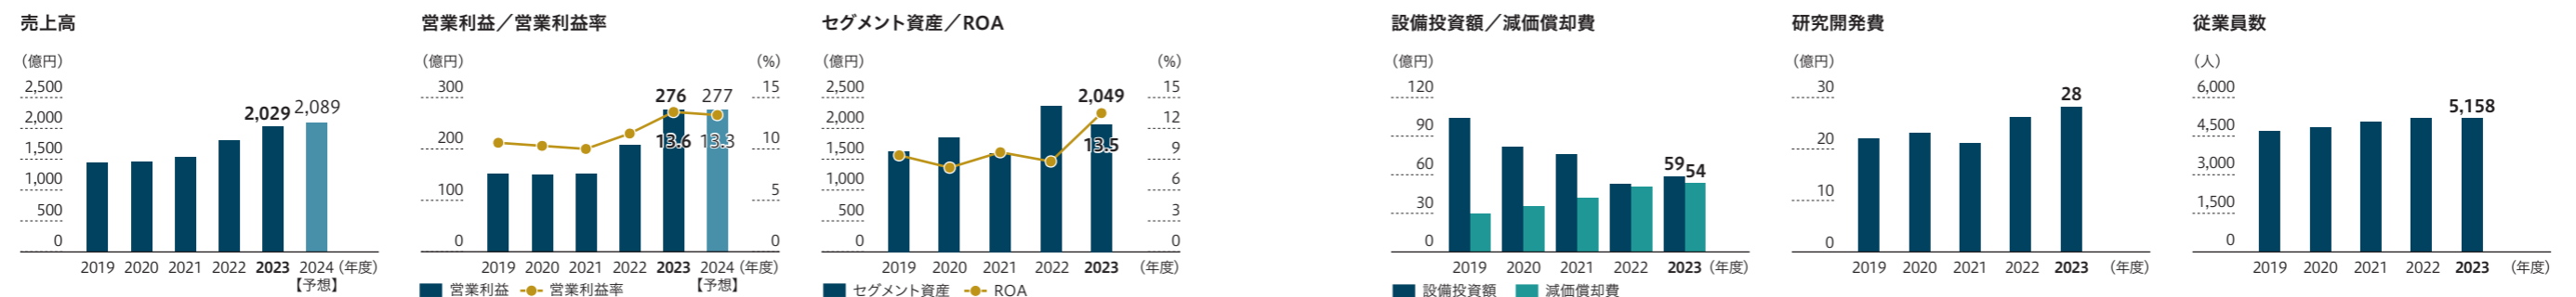 売上高
（億円）
2,500
2,000
1,500
1,000
500
0
2,029
2,089
2019 2020 2021 2022 2023 2024（年度）
【予想】
営業利益／営業利益率
（億円） （%）
300 15
200 10
100 5
0 0
276 277
13.6 13.3
2019 2020 2021 2022 2023 2024（年度）
【予想】
営業利益 営業利益率
セグメント資産／ROA
（億円） （%）
2,500 15
2,000 12
1,500 9
1,000 6
500 3
0 0
2,049
13.5
2019 2020 2021 2022 2023 （年度）
セグメント資産 ROA
設備投資額／減価償却費
（億円）
120
90
60
30
0
59 54
2019 2020 2021 2022 2023（年度）
設備投資額 減価償却費
研究開発費
（億円）
30
20
10
0
28
2019 2020 2021 2022 2023 （年度）
従業員数
（人）
6,000
4,500
3,000
1,500
0
5,158
2019 2020 2021 2022 2023 （年度）